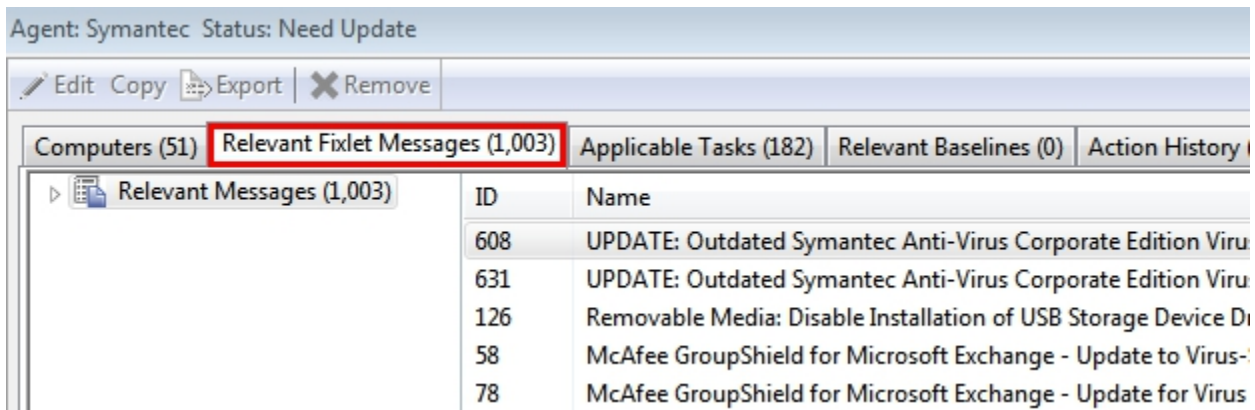 Agent: Symantec Status: Need Update
Edit Copy Export Remove
Computers (51) Relevant Fixlet Messages (1,003) Applicable Tasks (182) Relevant Baselines (0) Action History (
Relevant Messages (1,003)
ID Name
608 UPDATE: Outdated Symantec Anti-Virus Corporate Edition
631 UPDATE: Outdated Symantec Anti-Virus Corporate Edition
126 Removable Media: Disable Installation of USB Storage Device
58 McAfee GroupShield for Microsoft Exchange - Update to Virus-
78 McAfee GroupShield for Microsoft Exchange - Update for Virus